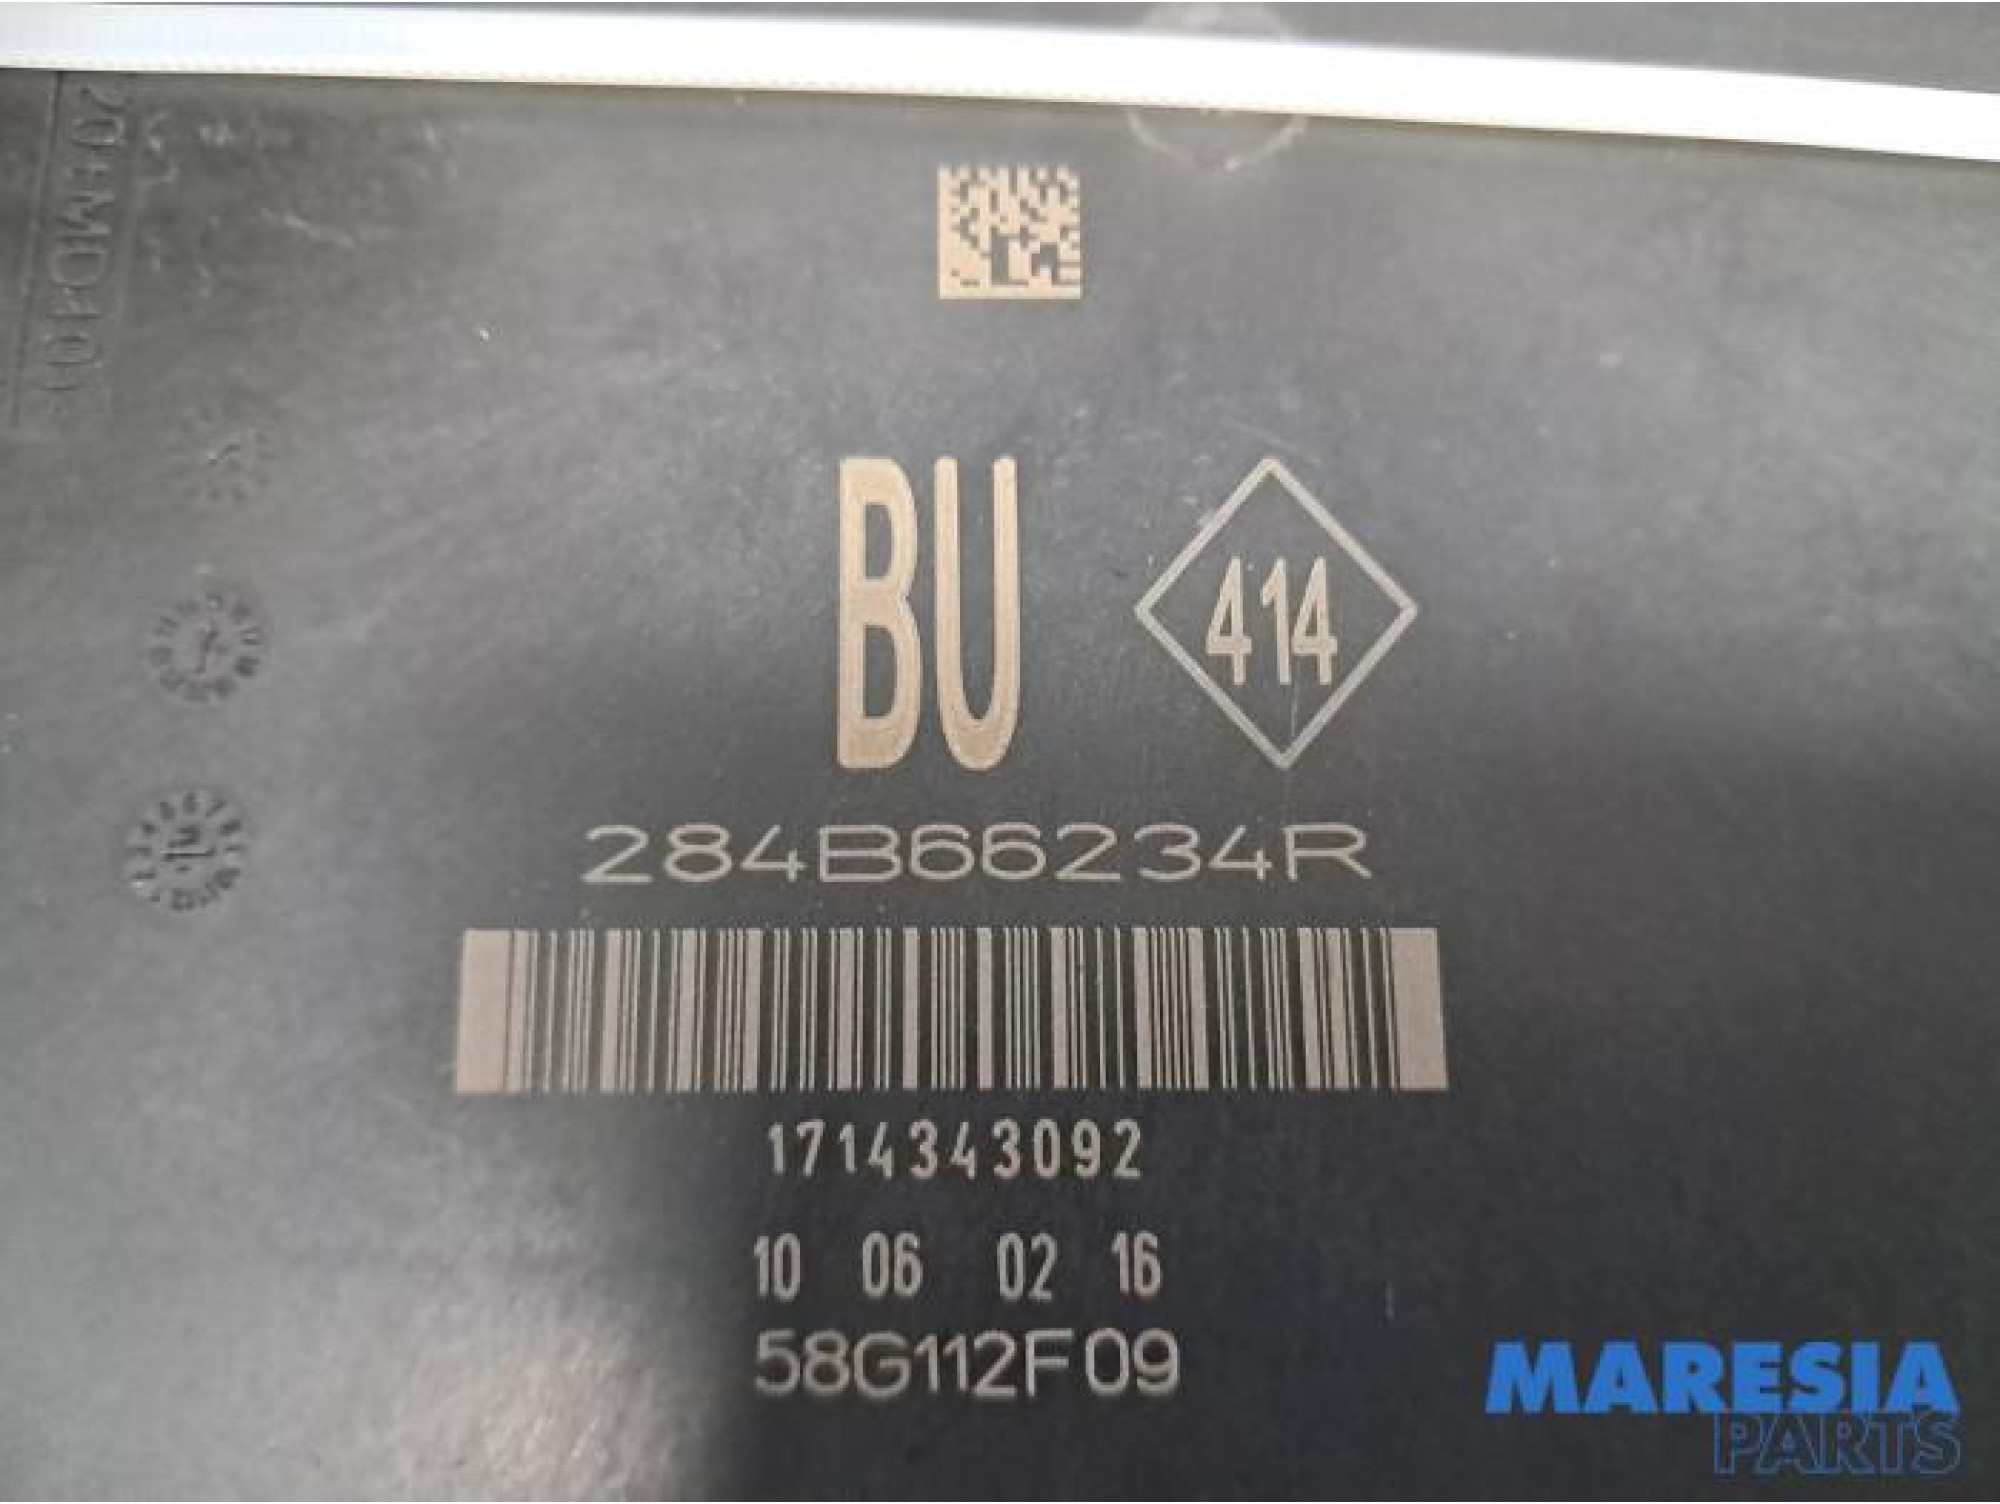 BU
414
284B66234R
1714343092
10 06 02 16
58G112F09
MARESIA
PARTS